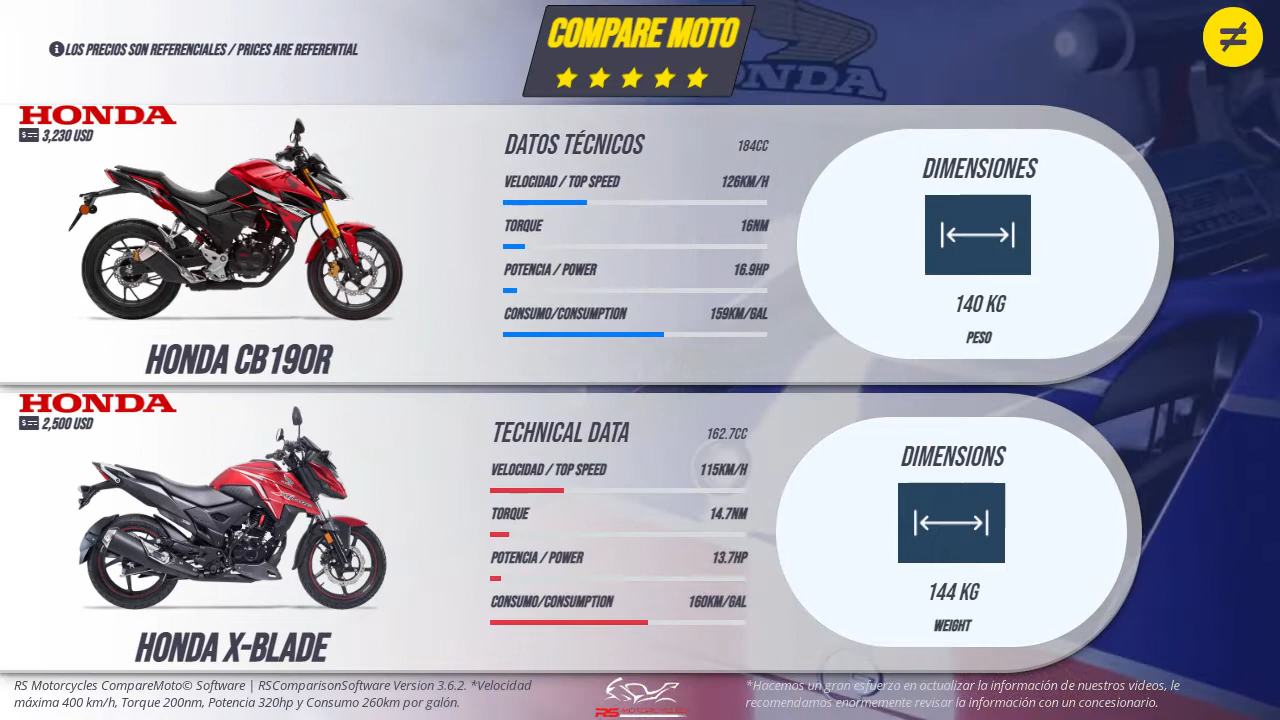 LOS PRECIOS SON REFERENCIALES / PRICES ARE REFERENTIAL
COMPARE MOTO
HONDA
HONDA
3,230 USD
HONDA CB190R
DATOS TÉCNICOS 184CC
VELOCIDAD / TOP SPEED 126KM/H
TORQUE 16NM
POTENCIA / POWER 16.9HP
CONSUMO/CONSUMPTION 159KM/GAL
DIMENSIONES
140 KG
PESO
HONDA
2,500 USD
HONDA X-BLADE
TECHNICAL DATA 162.7CC
VELOCIDAD / TOP SPEED 115KM/H
TORQUE 14.7NM
POTENCIA / POWER 13.7HP
CONSUMO/CONSUMPTION 160KM/GAL
DIMENSIONS
144 KG
WEIGHT
RS Motorcycles CompareMoto© Software | RSComparisonSoftware Version 3.6.2. *Velocidad
máxima 400 km/h, Torque 200nm, Potencia 320hp y Consumo 260km por galón.
RS MOTORCYCLES
*Hacemos un gran esfuerzo en actualizar la información de nuestros videos, le
recomendamos enormemente revisar la información con un concesionario.